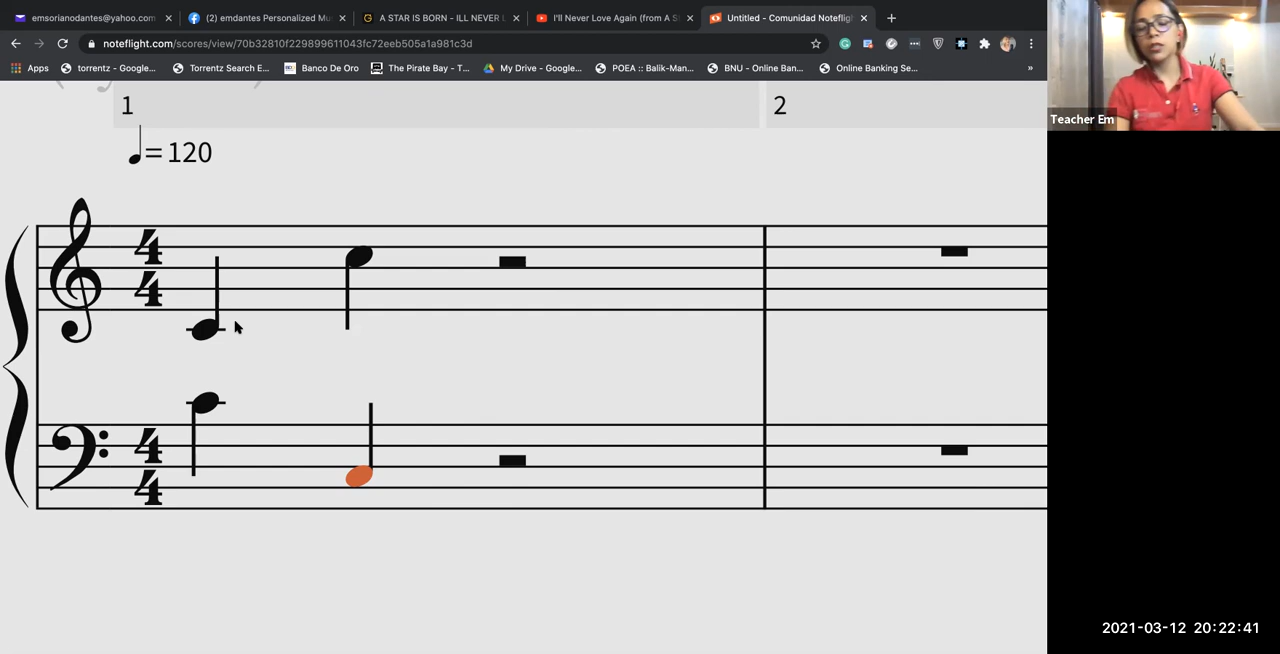 emsorianodantes@yahoo.com
(2) emdantes Personalized Mu
A STAR IS BORN - ILL NEVER L
I'll Never Love Again (from A S
Untitled - Comunidad Noteflig
noteflight.com/scores/view/70b32810f229899611043fc72eeb505a1a981c3d
Apps
torrentz - Google...
Torrentz Search E...
Banco De Oro
The Pirate Bay - T...
My Drive - Google...
POEA :: Balik-Man...
BNU - Online Ban...
Online Banking Se...
»
Teacher Em
1
2
= 120
4
4
4
4
2021-03-12 20:22:41